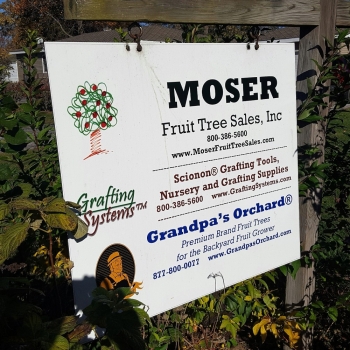 MOSER
Fruit Tree Sales, Inc
800-386-5600
www.MoserFruitTreeSales.com
Grafting
Systems™
Scionon® Grafting Tools,
Nursery and Grafting Supplies
800-386-5600 www.GraftingSystems.com
Grandpa's Orchard®
Premium Brand Fruit Trees
for the Backyard Fruit Grower
877-800-0077 www.GrandpasOrchard.com